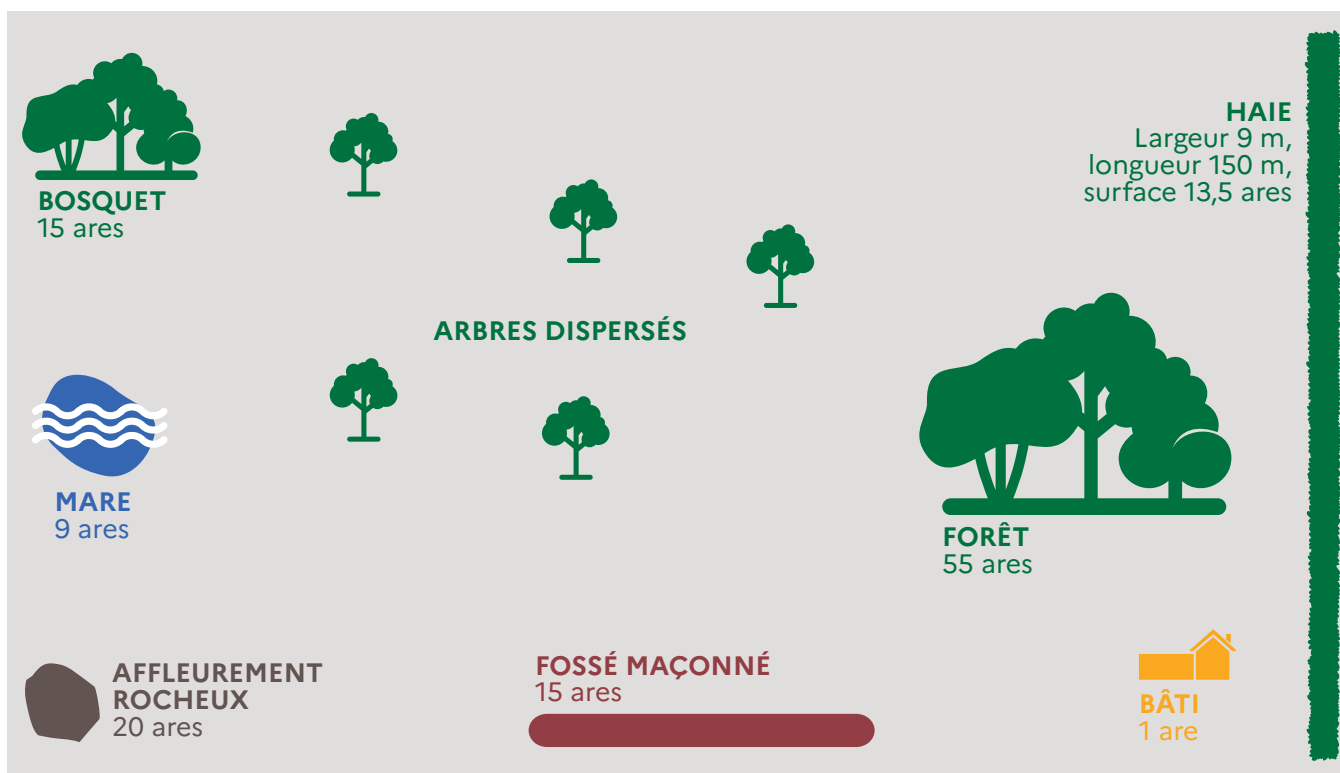 BOSQUET
15 ares
HAIE
Largeur 9 m,
longueur 150 m,
surface 13,5 ares
ARBRES DISPERSÉS
MARE
9 ares
FORÊT
55 ares
AFFLEUREMENT
ROCHEUX
20 ares
FOSSÉ MAÇONNÉ
15 ares
BÂTI
1 are